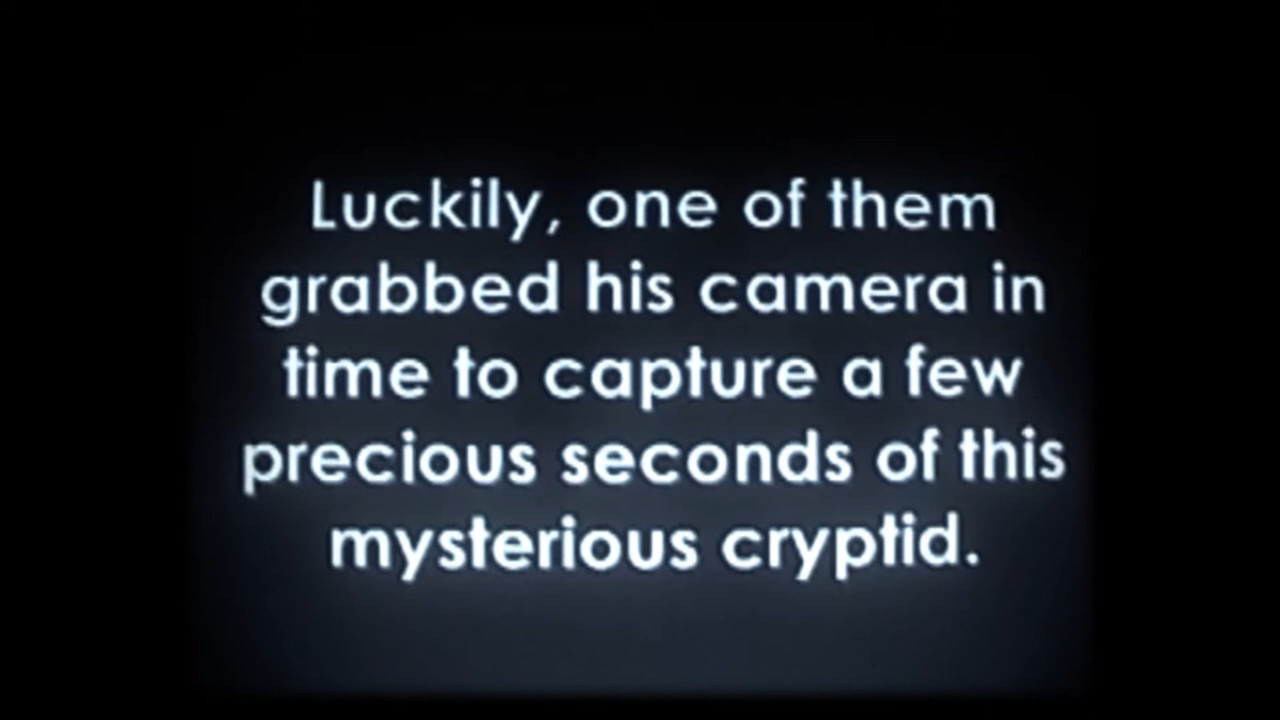 Luckily, one of them
grabbed his camera in
time to capture a few
precious seconds of this
mysterious cryptid.